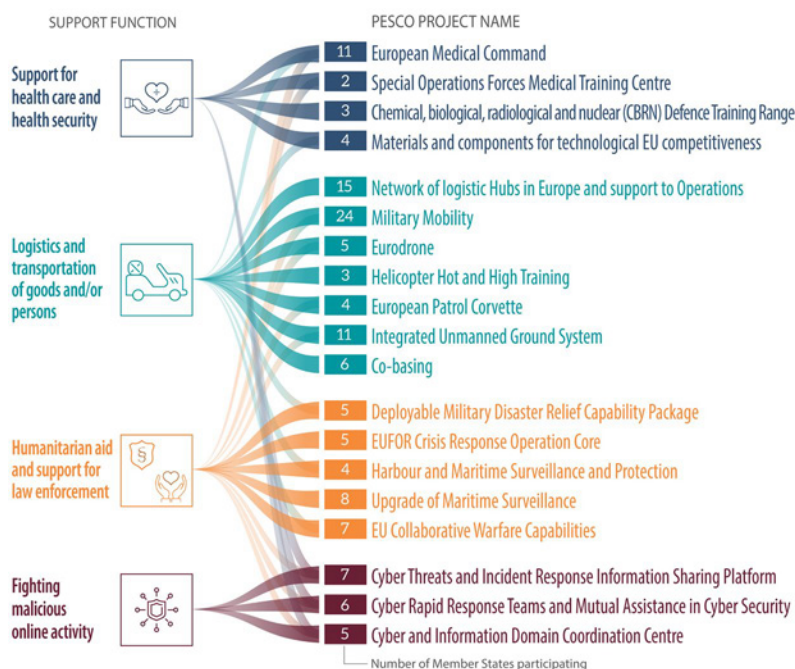 SUPPORT FUNCTION
PESCO PROJECT NAME
Support for
health care and
health security
11 European Medical Command
2 Special Operations Forces Medical Training Centre
3 Chemical, biological, radiological and nuclear (CBRN) Defence Training Range
4 Materials and components for technological EU competitiveness
Logistics and
transportation
of goods and/or
persons
15 Network of logistic Hubs in Europe and support to Operations
24 Military Mobility
5 Eurodrone
3 Helicopter Hot and High Training
4 European Patrol Corvette
11 Integrated Unmanned Ground System
6 Co-basing
Humanitarian aid
and support for
law enforcement
§
5 Deployable Military Disaster Relief Capability Package
5 EUFOR Crisis Response Operation Core
4 Harbour and Maritime Surveillance and Protection
8 Upgrade of Maritime Surveillance
7 EU Collaborative Warfare Capabilities
Fighting
malicious
online activity
7 Cyber Threats and Incident Response Information Sharing Platform
6 Cyber Rapid Response Teams and Mutual Assistance in Cyber Security
5 Cyber and Information Domain Coordination Centre
Number of Member States participating